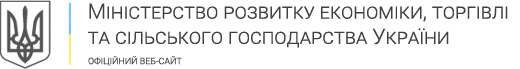 Міністерство розвитку економіки, торгівлі
та сільського господарства України
офіційний веб-сайт